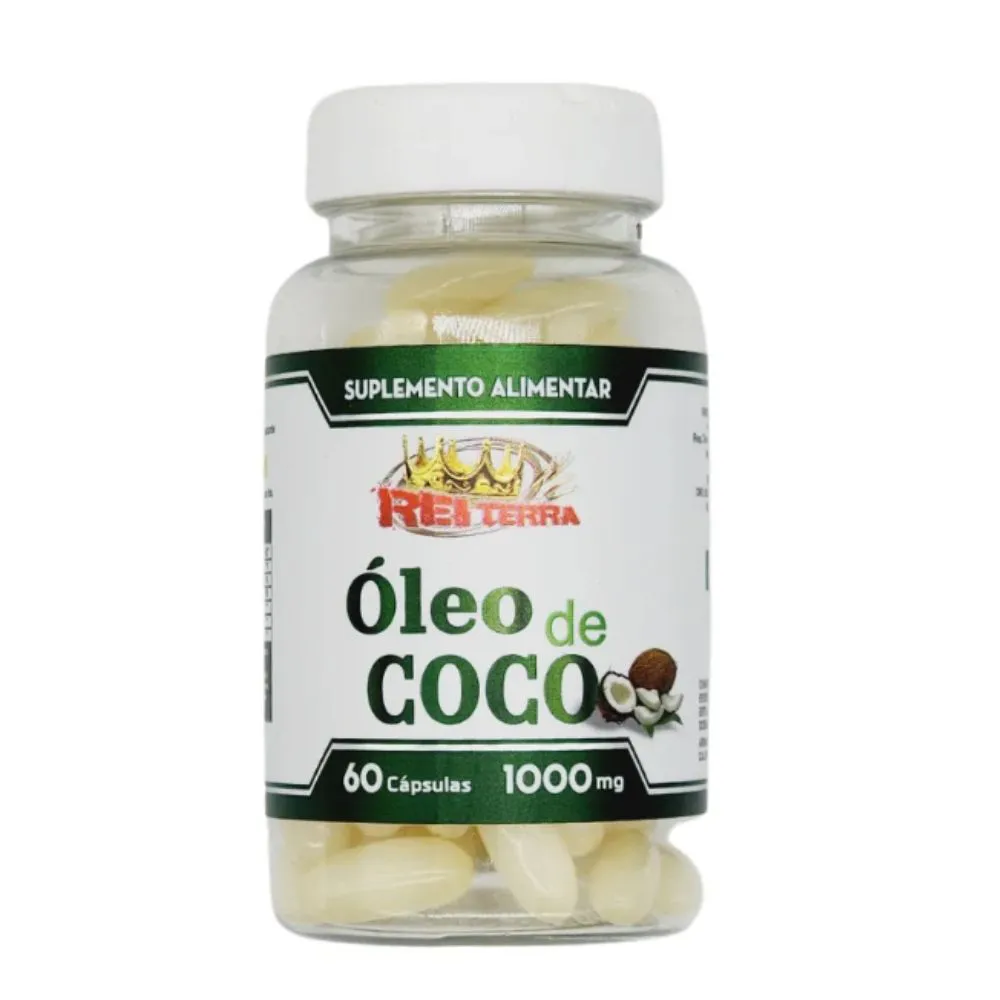 SUPLEMENTO ALIMENTAR
REI TERRA
Óleo de
COCO
60 Cápsulas 1000 mg